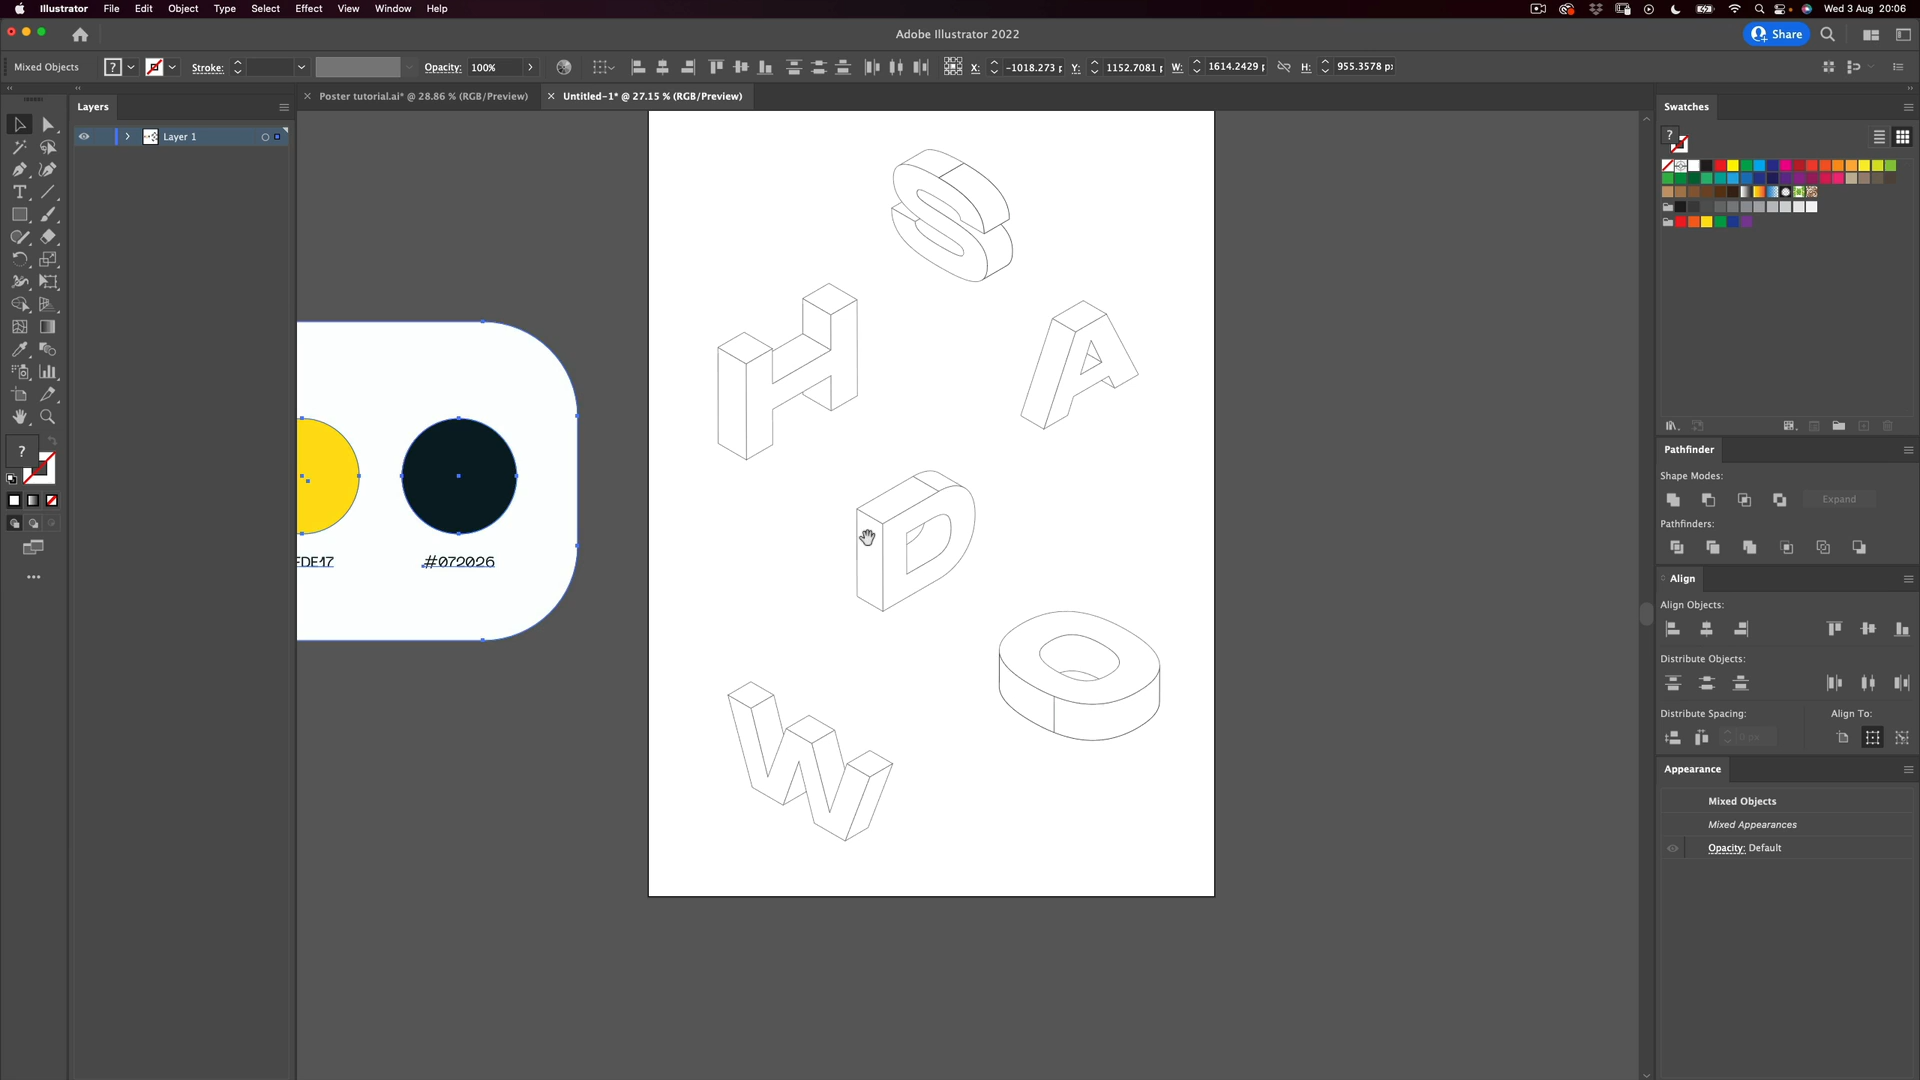 Illustrator File Edit Object Type Select Effect View Window Help
Wed 3 Aug 20:06
Adobe Illustrator 2022
Share
Mixed Objects
Stroke:
Opacity: 100%
X: -1018.273 p
Y: 1152.7081
W: 1614.2429
H: 955.3578 p
Layers
Poster tutorial.ai* @ 28.86 % (RGB/Preview)
Untitled-1* @ 27.15 % (RGB/Preview)
Swatches
Layer 1
S
H
A
D
O
W
DE17
#072026
Pathfinder
Shape Modes:
Expand
Pathfinders:
Align
Align Objects:
Distribute Objects:
Distribute Spacing:
Align To:
0 px
Appearance
Mixed Objects
Mixed Appearances
Opacity: Default